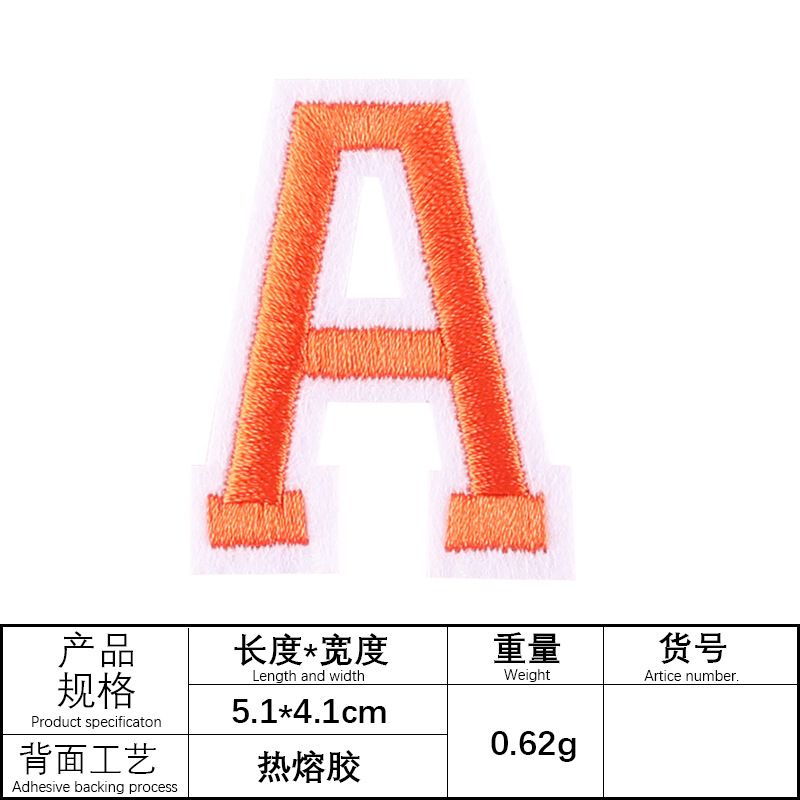 A
产品
规格
Product specificaton
长度*宽度
Length and width
重量
Weight
货号
Artice number.
5.1*4.1cm
0.62g
背面工艺
Adhesive backing process
热熔胶